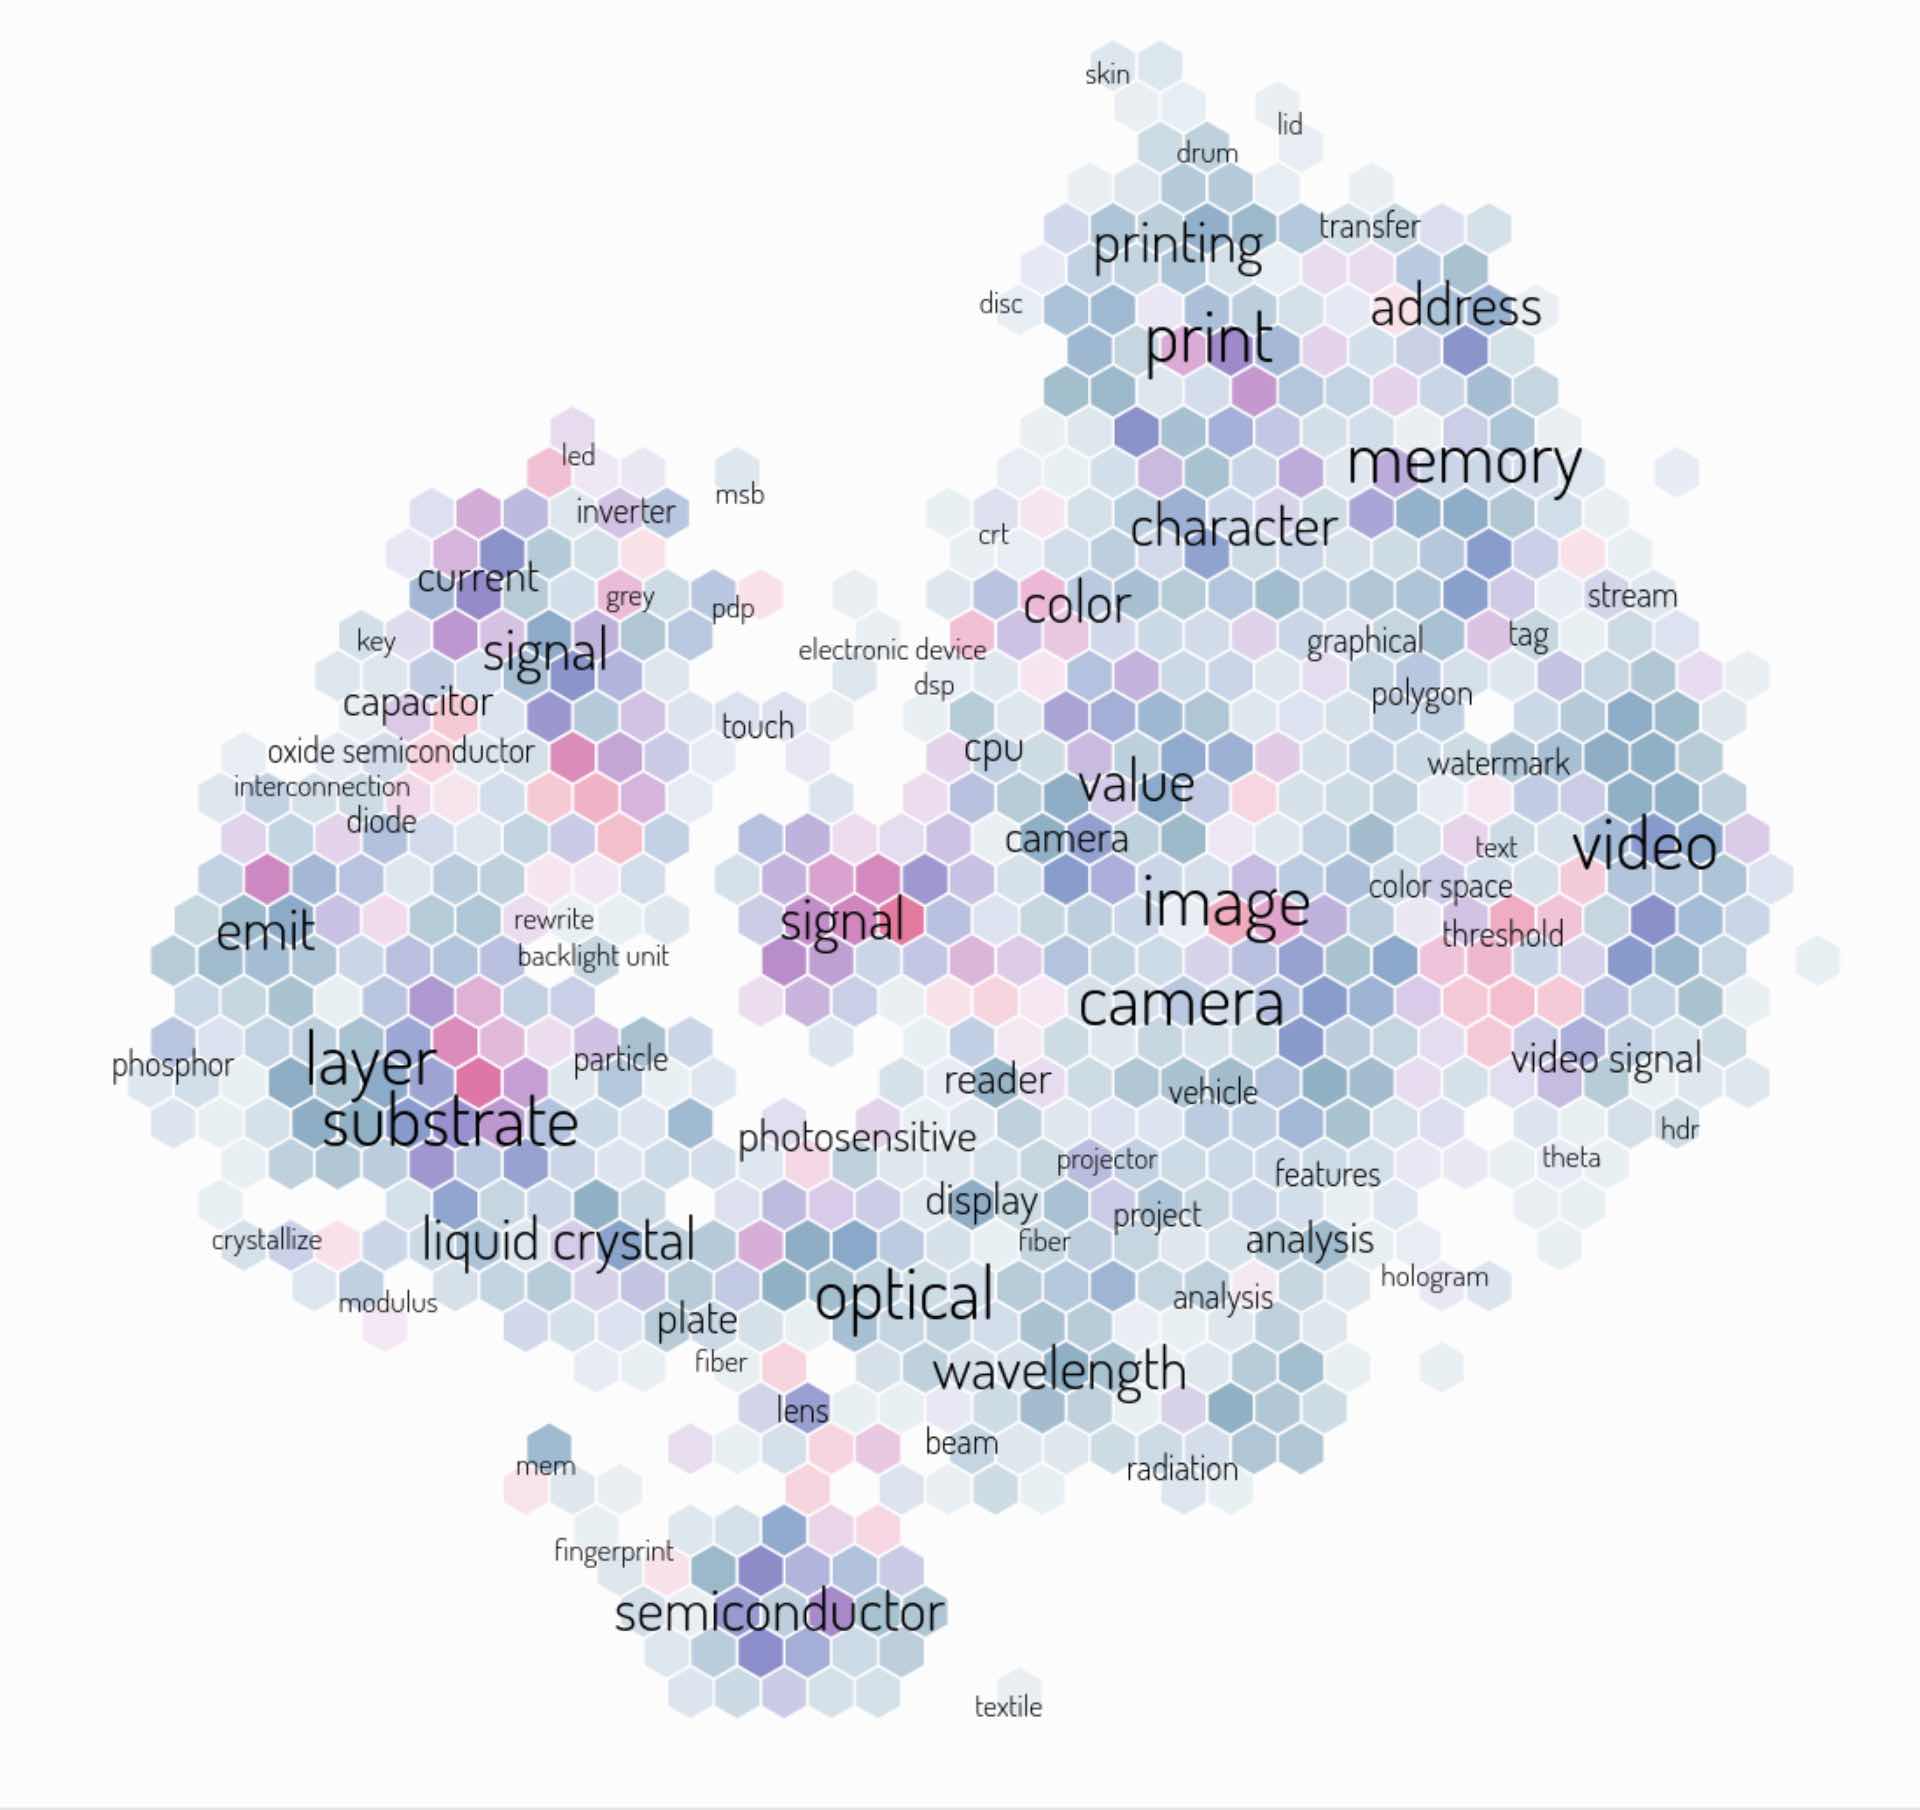 skin
lid
drum
transfer
printing
disc
address
print
led
memory
msb
inverter
character
crt
current
grey
pdp
color
stream
key
signal
electronic device
graphical
tag
dsp
capacitor
polygon
touch
oxide semiconductor
cpu
watermark
interconnection
value
diode
camera
text
video
color space
image
emit
rewrite
signal
threshold
backlight unit
camera
phosphor
layer
particle
reader
vehicle
video signal
substrate
photosensitive
hdr
projector
features
theta
display
project
crystallize
liquid crystal
fiber
analysis
modulus
plate
optical
analysis
hologram
fiber
wavelength
lens
mem
beam
radiation
fingerprint
semiconductor
textile